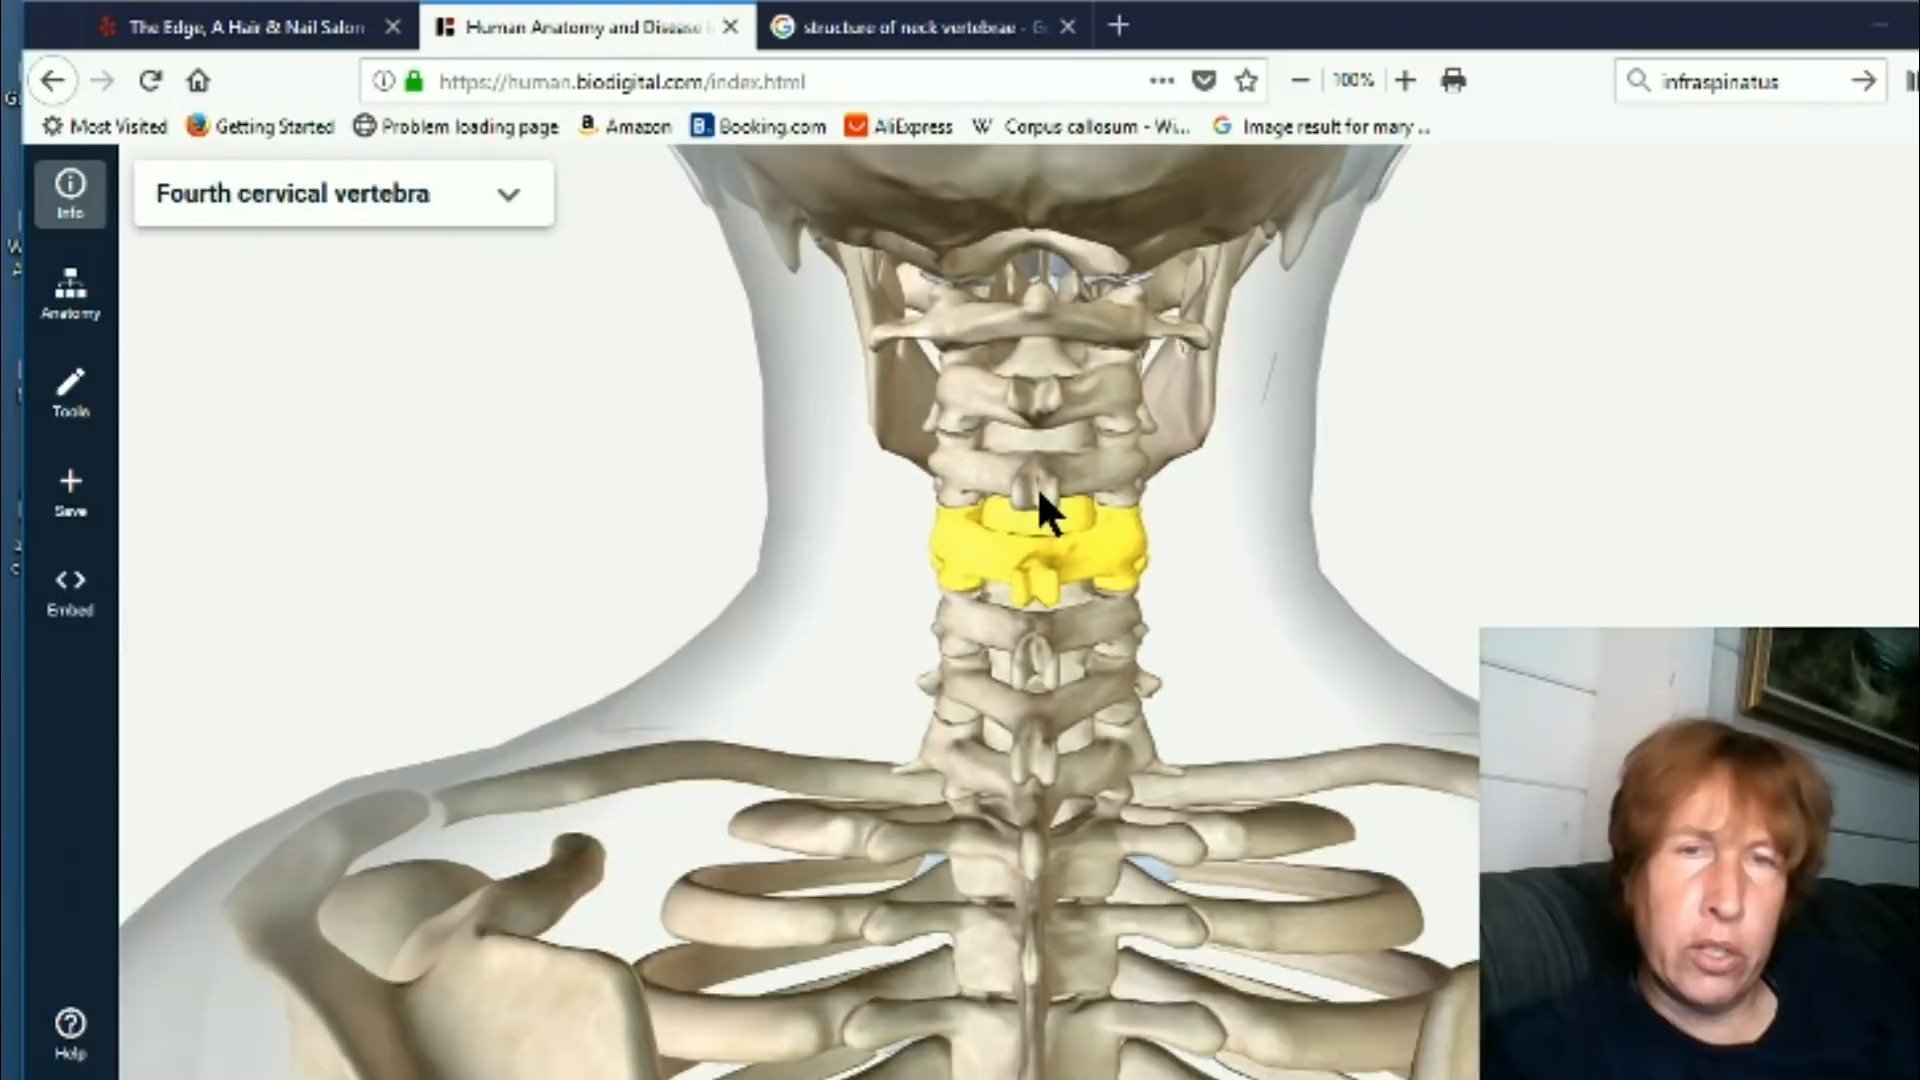 The Edge, A Hair & Nail Salon
Human Anatomy and Disease
structure of neck vertebrae - G
https://human.biodigital.com/index.html
100%
infraspinatus
Most Visited
Getting Started
Problem loading page
Amazon
Booking.com
AliExpress
W Corpus callosum - Wi...
G Image result for mary ...
Info
Fourth cervical vertebra
Anatomy
Tools
Save
Embed
Help